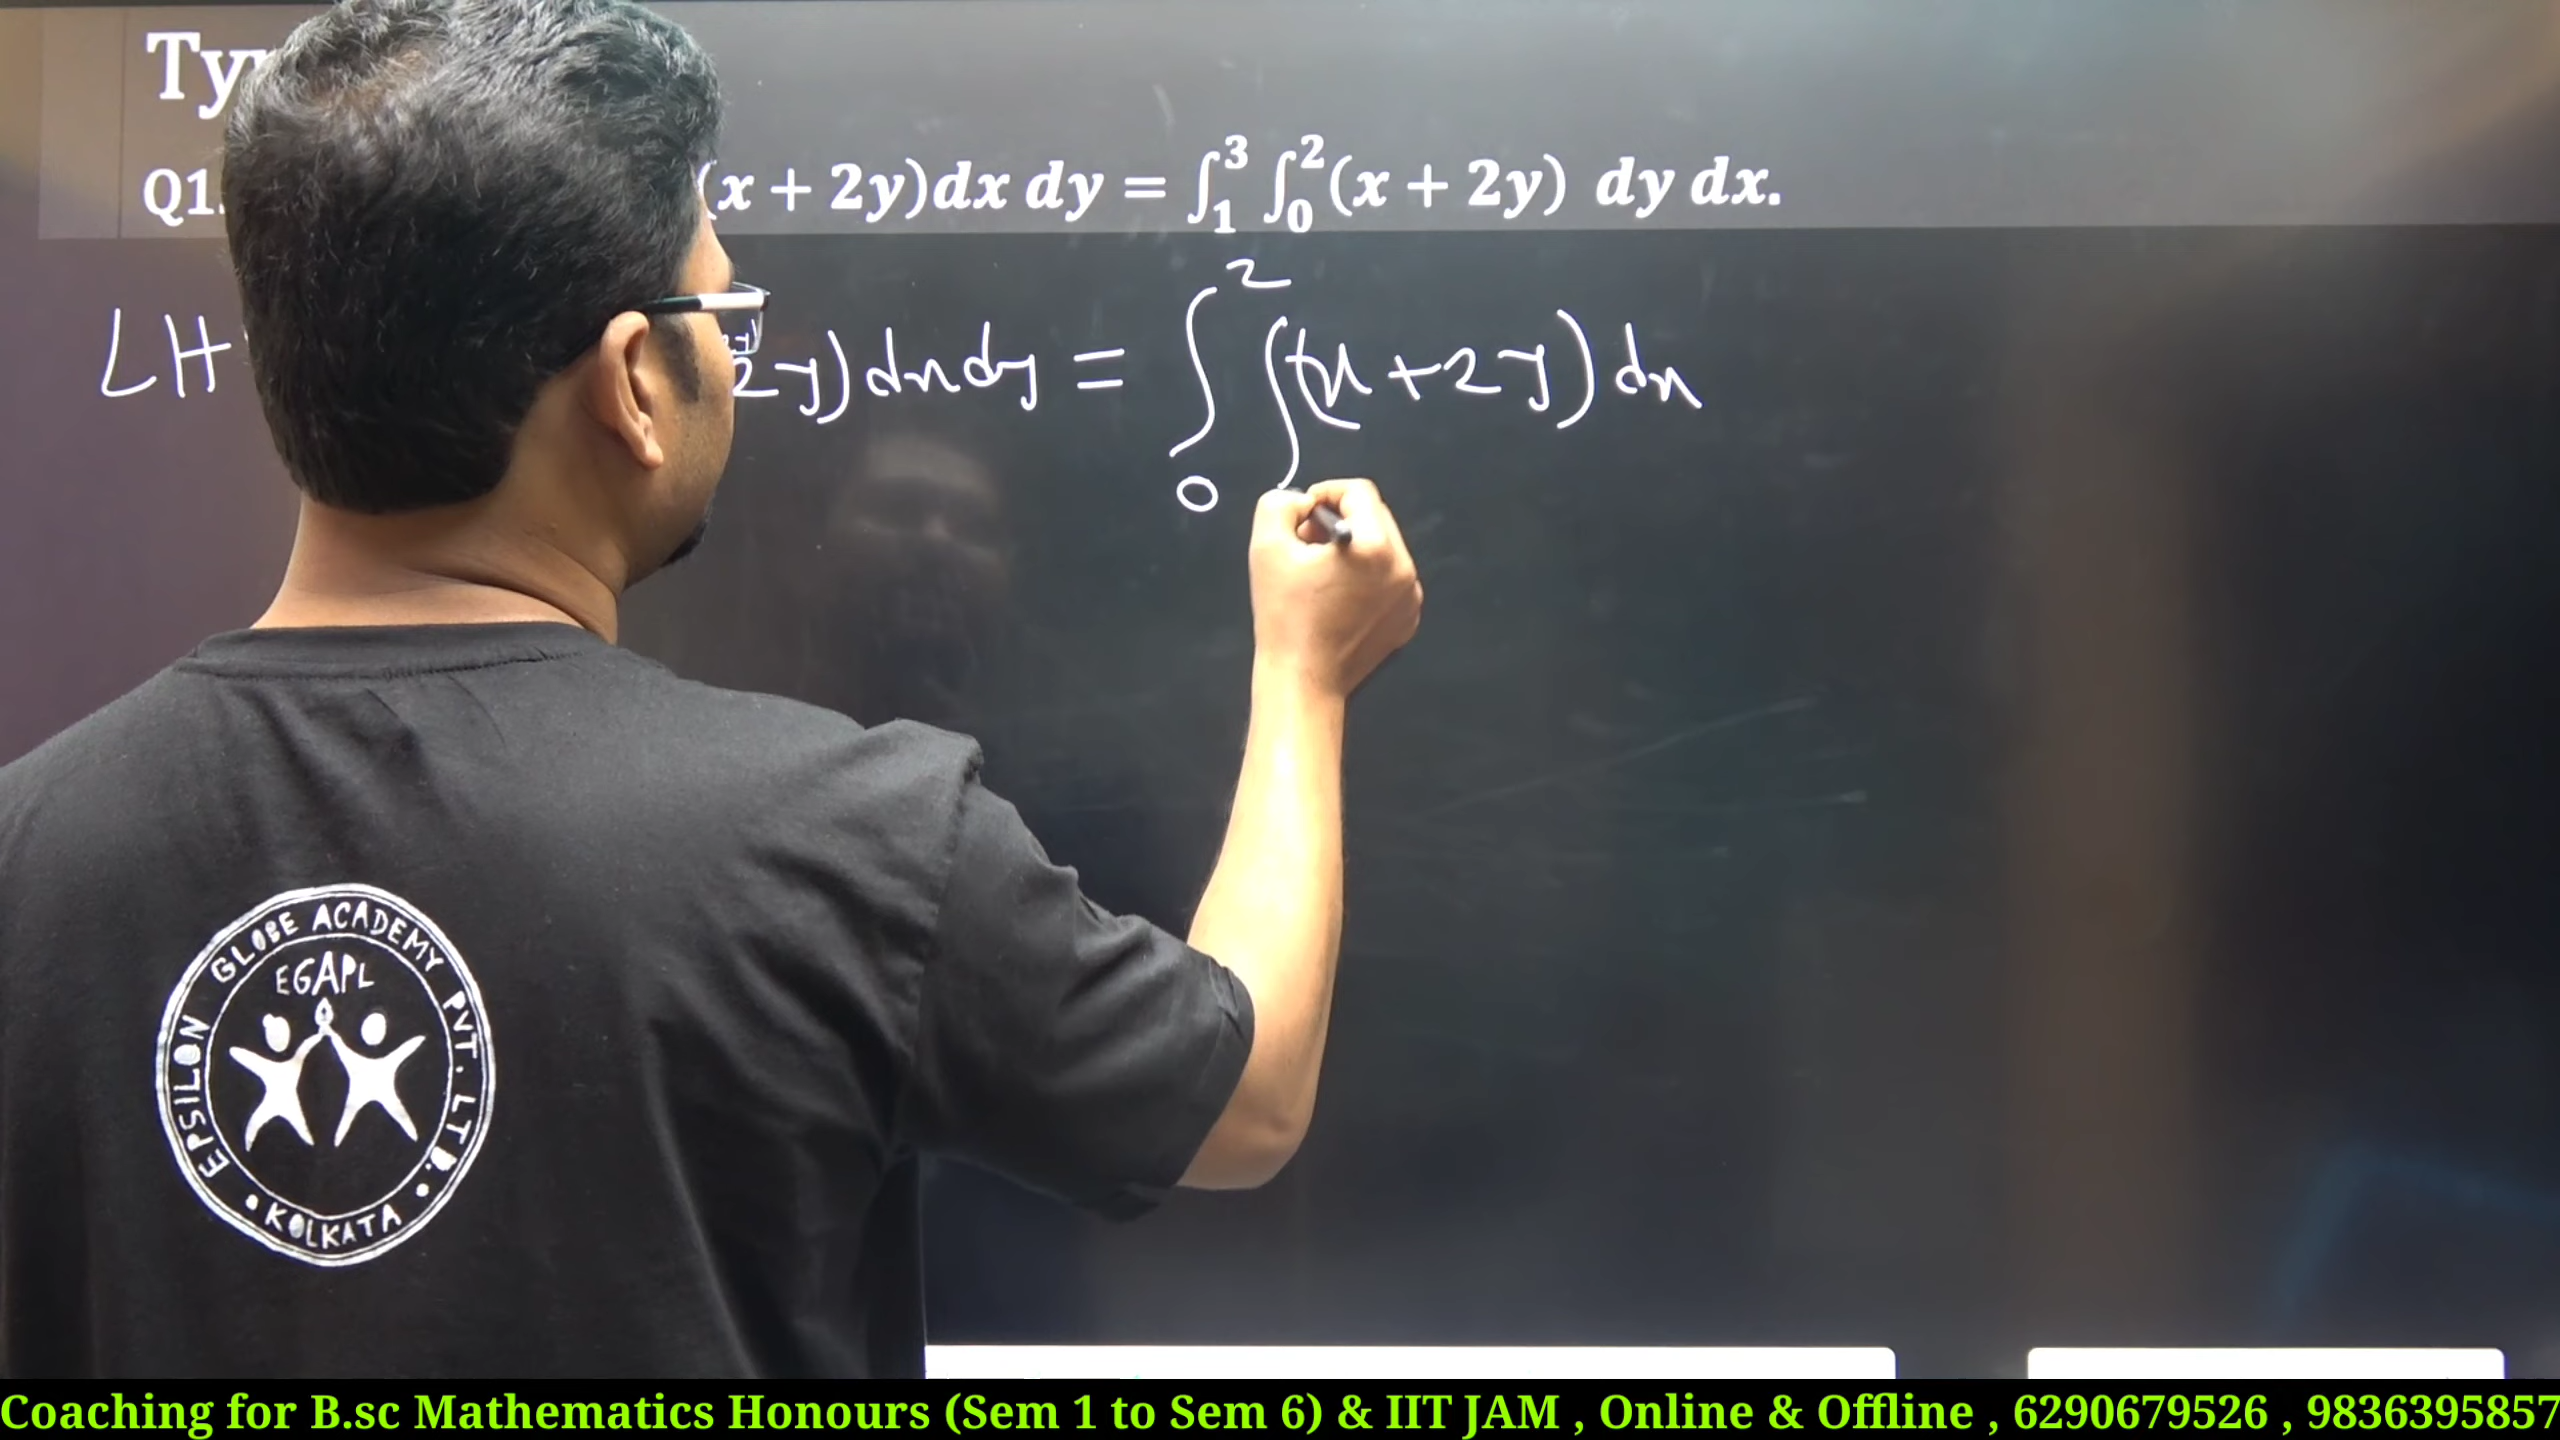 Ty
Q1. (x + 2y)dx dy = ∫₁³ ∫₀² (x + 2y) dy dx.
LH 2y) dx dy = ∫₀² ∫ (x + 2y) dx
EPSILON GLOBE ACADEMY PVT. LTD.
EGAPL
• KOLKATA •
Coaching for B.sc Mathematics Honours (Sem 1 to Sem 6) & IIT JAM , Online & Offline , 6290679526 , 9836395857